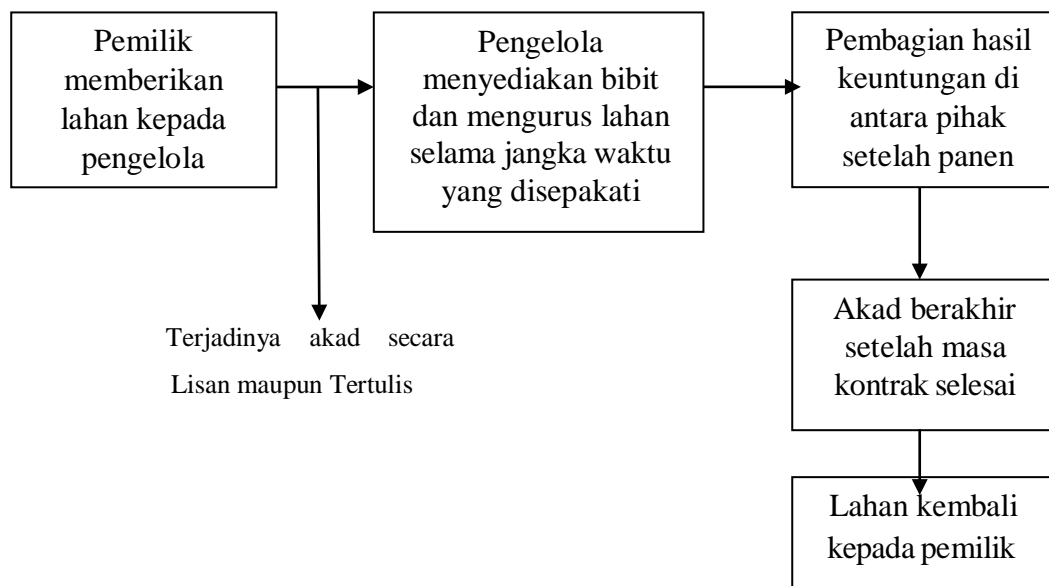 Pemilik
memberikan
lahan kepada
pengelola
Pengelola
menyediakan bibit
dan mengurus lahan
selama jangka waktu
yang disepakati
Pembagian hasil
keuntungan di
antara pihak
setelah panen
Terjadinya akad secara
Lisan maupun Tertulis
Akad berakhir
setelah masa
kontrak selesai
Lahan kembali
kepada pemilik